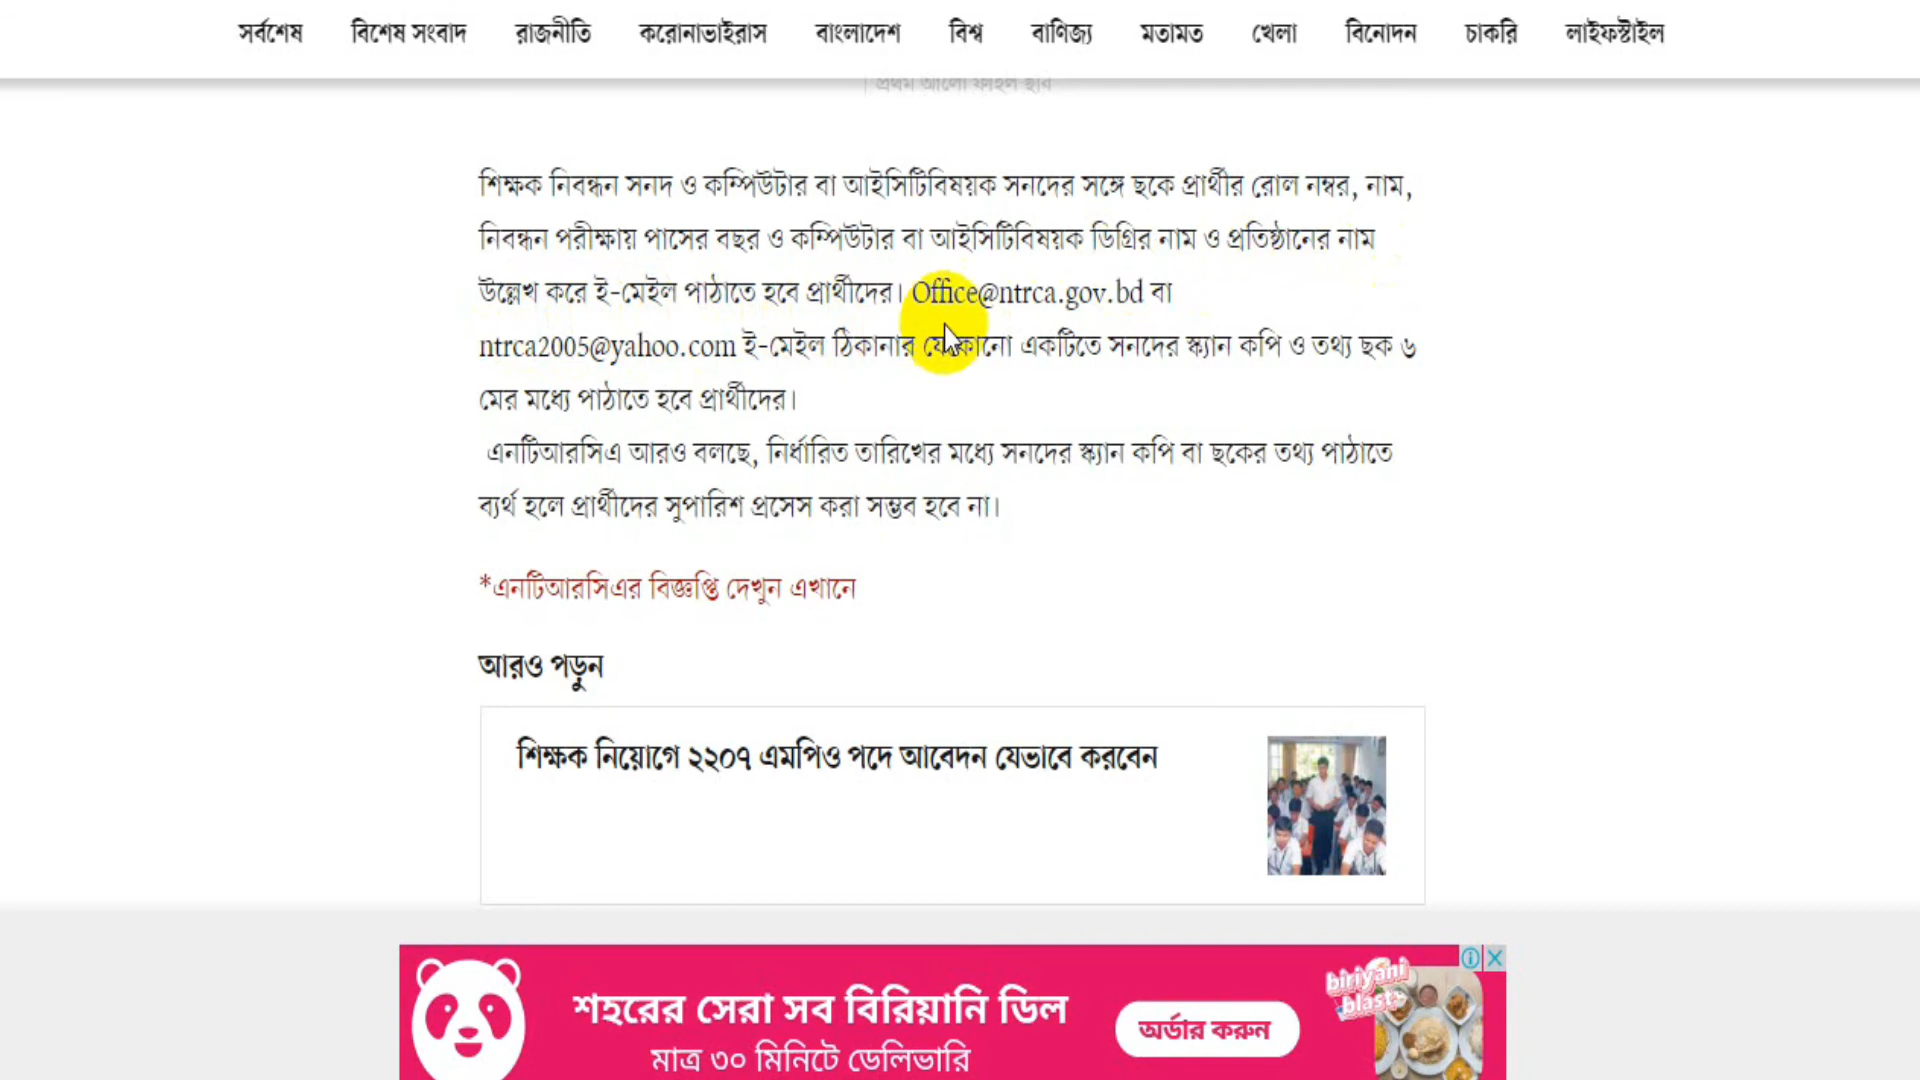 সর্বশেষ বিশেষ সংবাদ রাজনীতি করোনাভাইরাস বাংলাদেশ বিশ্ব বাণিজ্য মতামত খেলা বিনোদন চাকরি লাইফস্টাইল
প্রথম আলো ফাইল ছবি
শিক্ষক নিবন্ধন সনদ ও কম্পিউটার বা আইসিটিবিষয়ক সনদের সঙ্গে ছকে প্রার্থীর রোল নম্বর, নাম,
নিবন্ধন পরীক্ষায় পাসের বছর ও কম্পিউটার বা আইসিটিবিষয়ক ডিগ্রির নাম ও প্রতিষ্ঠানের নাম
উল্লেখ করে ই-মেইল পাঠাতে হবে প্রার্থীদের। Office@ntrca.gov.bd বা
ntrca2005@yahoo.com ই-মেইল ঠিকানার যেকোনো একটিতে সনদের স্ক্যান কপি ও তথ্য ছক ৬
মের মধ্যে পাঠাতে হবে প্রার্থীদের।
এনটিআরসিএ আরও বলছে, নির্ধারিত তারিখের মধ্যে সনদের স্ক্যান কপি বা ছকের তথ্য পাঠাতে
ব্যর্থ হলে প্রার্থীদের সুপারিশ প্রসেস করা সম্ভব হবে না।
*এনটিআরসিএর বিজ্ঞপ্তি দেখুন এখানে
আরও পড়ুন
শিক্ষক নিয়োগে ২২০৭ এমপিও পদে আবেদন যেভাবে করবেন
শহরের সেরা সব বিরিয়ানি ডিল
মাত্র ৩০ মিনিটে ডেলিভারি
অর্ডার করুন
biriyani
blast